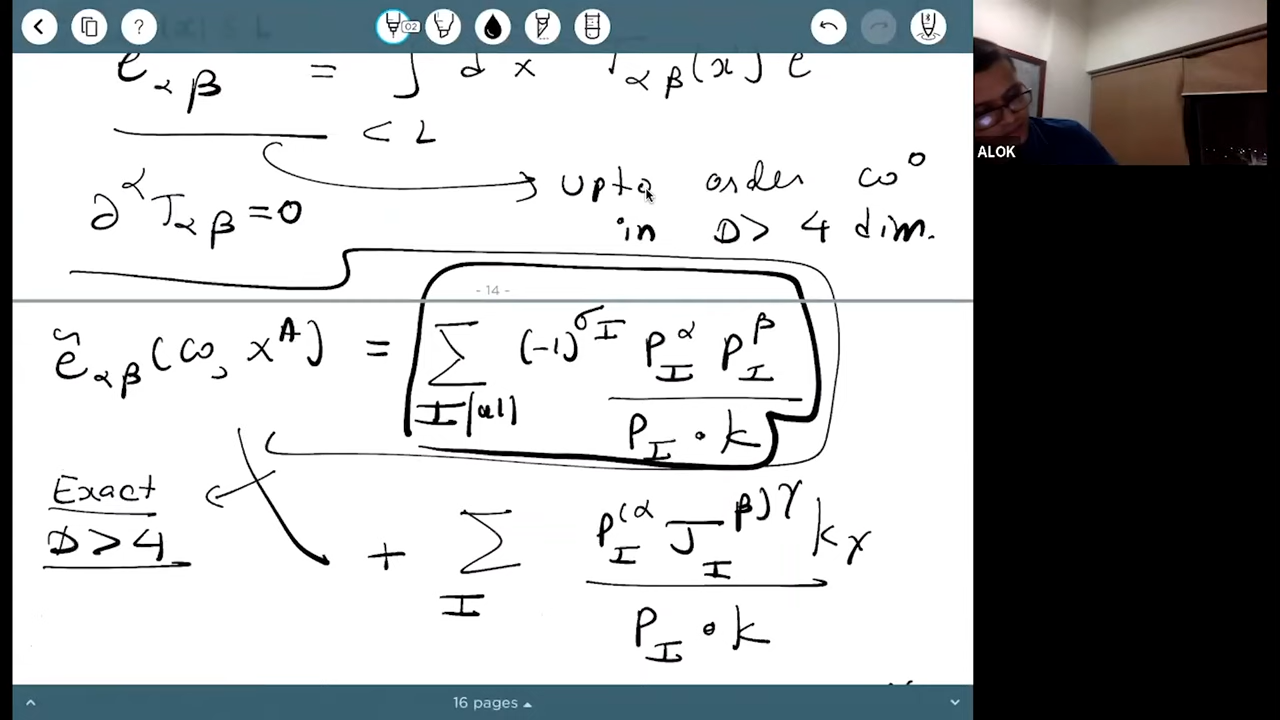 e_{αβ} = ∫ d x T_{αβ}(x) e
< L
∂^α T_{αβ} = 0
upto order ω^0
in D > 4 dim.
- 14 -
ẽ_{αβ}(ω, x^A) = Σ_{I|all} (-1)^{σ_I} P_I^α P_I^β / P_I · k
Exact
D > 4
+ Σ_I P_I^{(α} J_I^{β)γ} k_γ / P_I · k
16 pages
ALOK
02
?